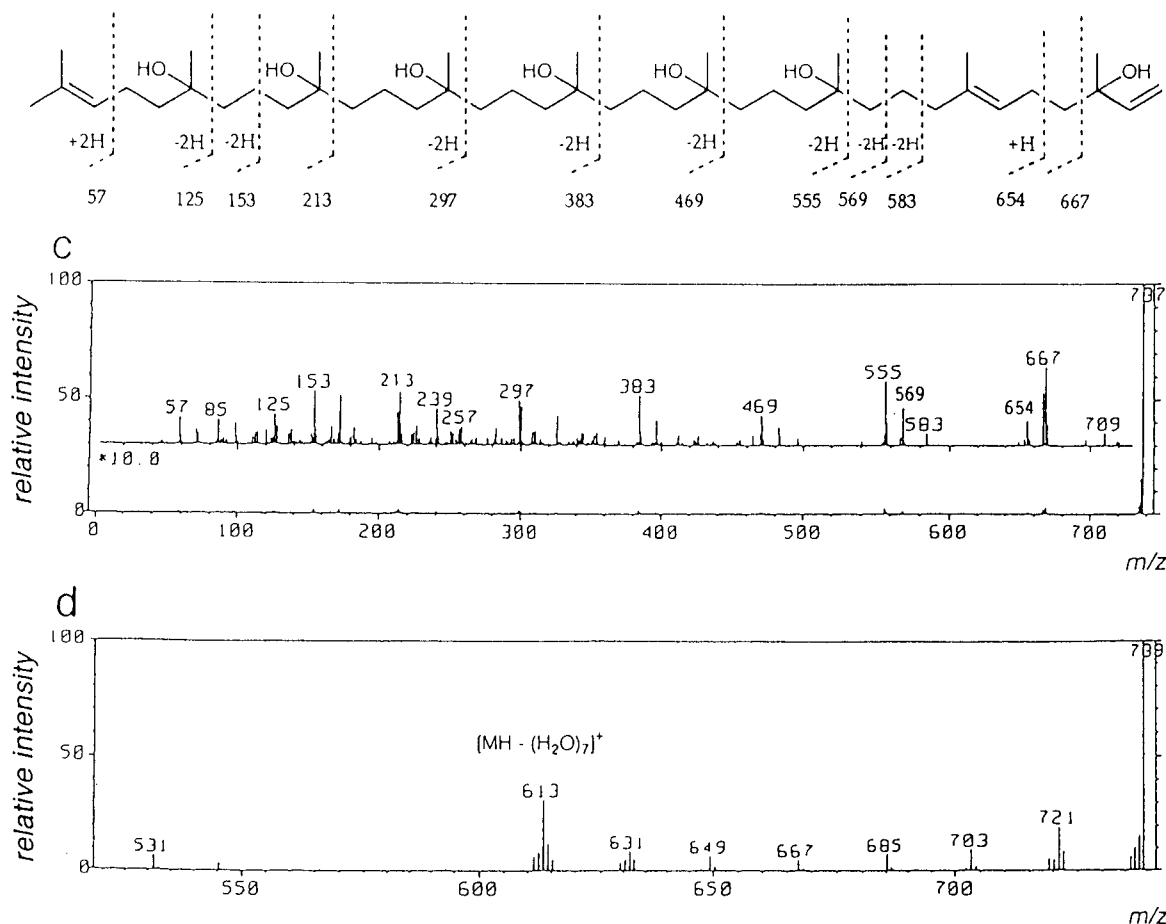 HO HO HO HO HO HO OH
+2H -2H -2H -2H -2H -2H -2H -2H -2H +H
57 125 153 213 297 383 469 555 569 583 654 667
c
relative intensity
100
50
0
737
57 85 125 153 213 239 257 297 383 469 555 569 583 654 667 709
*10.0
0 100 200 300 400 500 600 700
m/z
d
relative intensity
100
50
0
739
[MH - (H₂O)₇]⁺
531 613 631 649 667 685 703 721
550 600 650 700
m/z